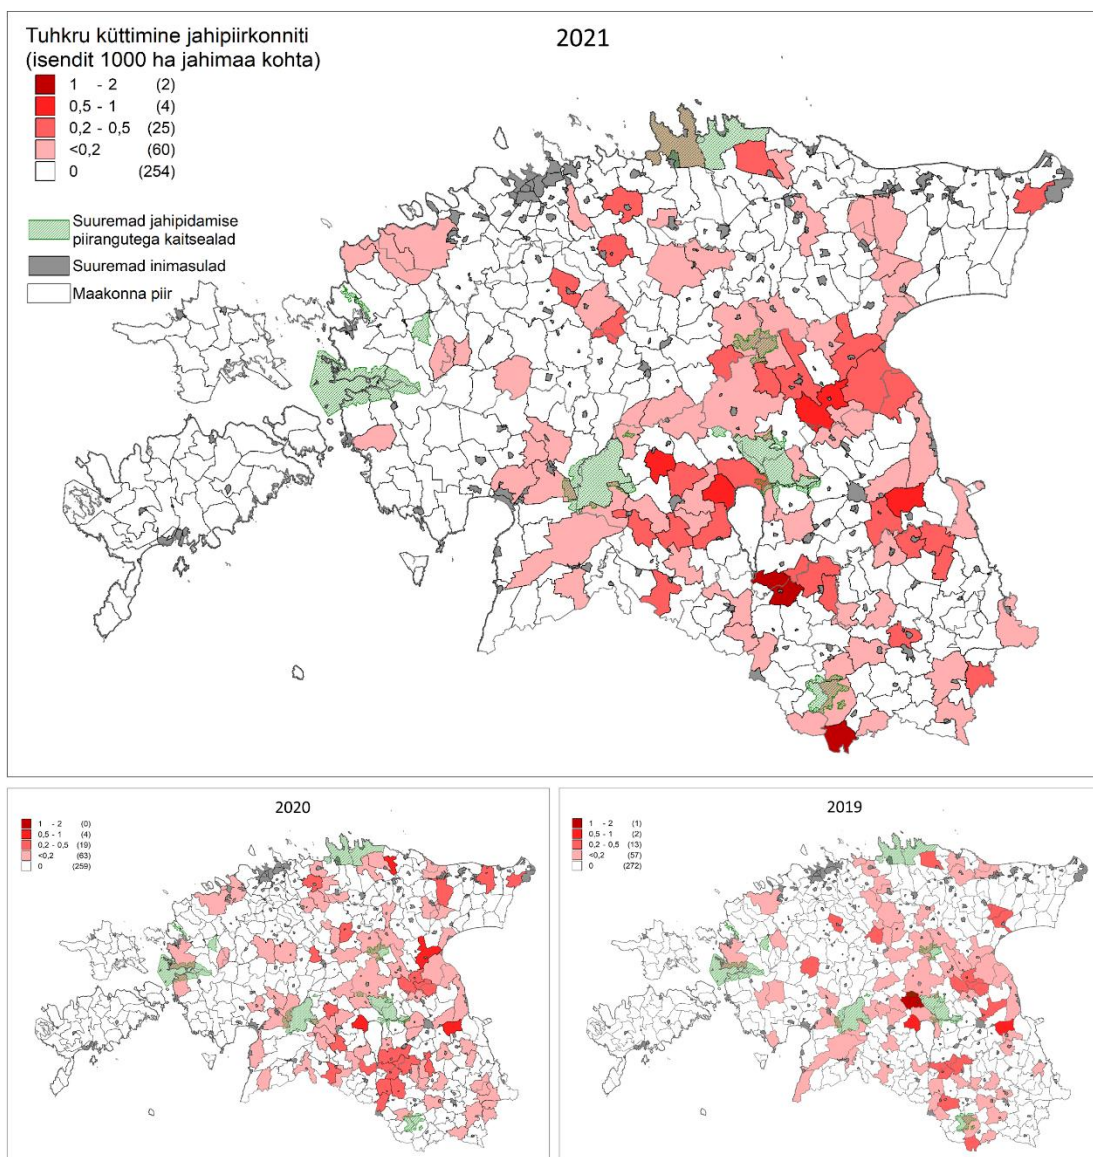 Tuhkru küttimine jahipiirkonniti
(isendit 1000 ha jahimaa kohta)
1 - 2 (2)
0,5 - 1 (4)
0,2 - 0,5 (25)
<0,2 (60)
0 (254)
Suuremad jahipidamise
piirangutega kaitsealad
Suuremad inimasulad
Maakonna piir
2021
2020
1 - 2 (0)
0,5 - 1 (4)
0,2 - 0,5 (19)
<0,2 (63)
0 (259)
2019
1 - 2 (1)
0,5 - 1 (2)
0,2 - 0,5 (13)
<0,2 (57)
0 (272)